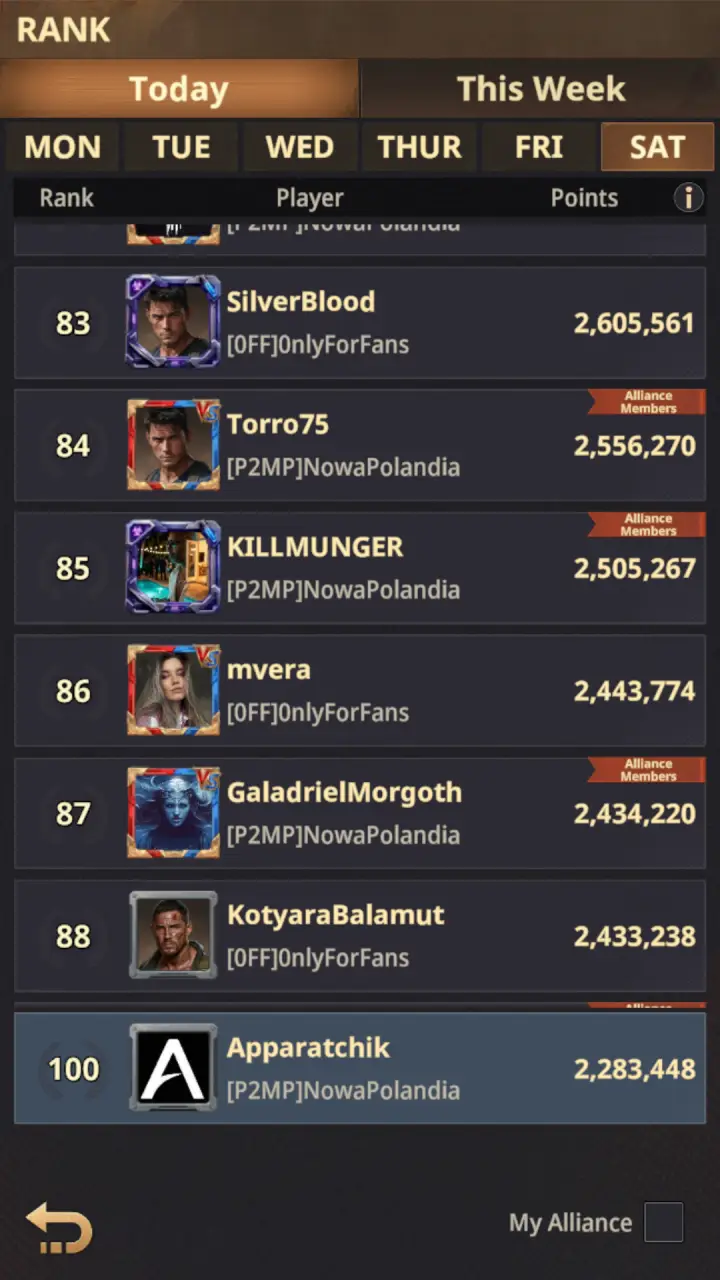 RANK
Today
This Week
MON
TUE
WED
THUR
FRI
SAT
Rank
Player
Points
[P2MP]NowaPolandia
83
SilverBlood
[0FF]0nlyForFans
2,605,561
Alliance
Members
84
Torro75
[P2MP]NowaPolandia
2,556,270
Alliance
Members
85
KILLMUNGER
[P2MP]NowaPolandia
2,505,267
86
mvera
[0FF]0nlyForFans
2,443,774
Alliance
Members
87
GaladrielMorgoth
[P2MP]NowaPolandia
2,434,220
88
KotyaraBalamut
[0FF]0nlyForFans
2,433,238
Alliance
100
Apparatchik
[P2MP]NowaPolandia
2,283,448
My Alliance